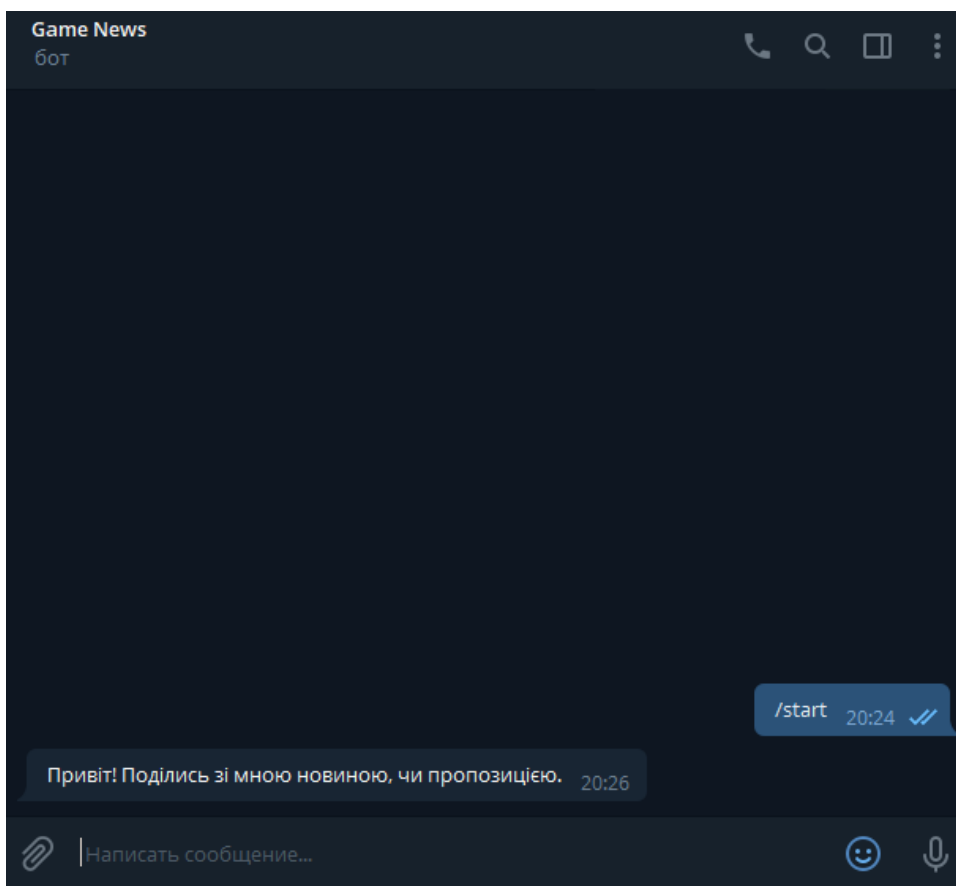 Game News
бот
/start 20:24
Привіт! Поділись зі мною новиною, чи пропозицією. 20:26
Написать сообщение...